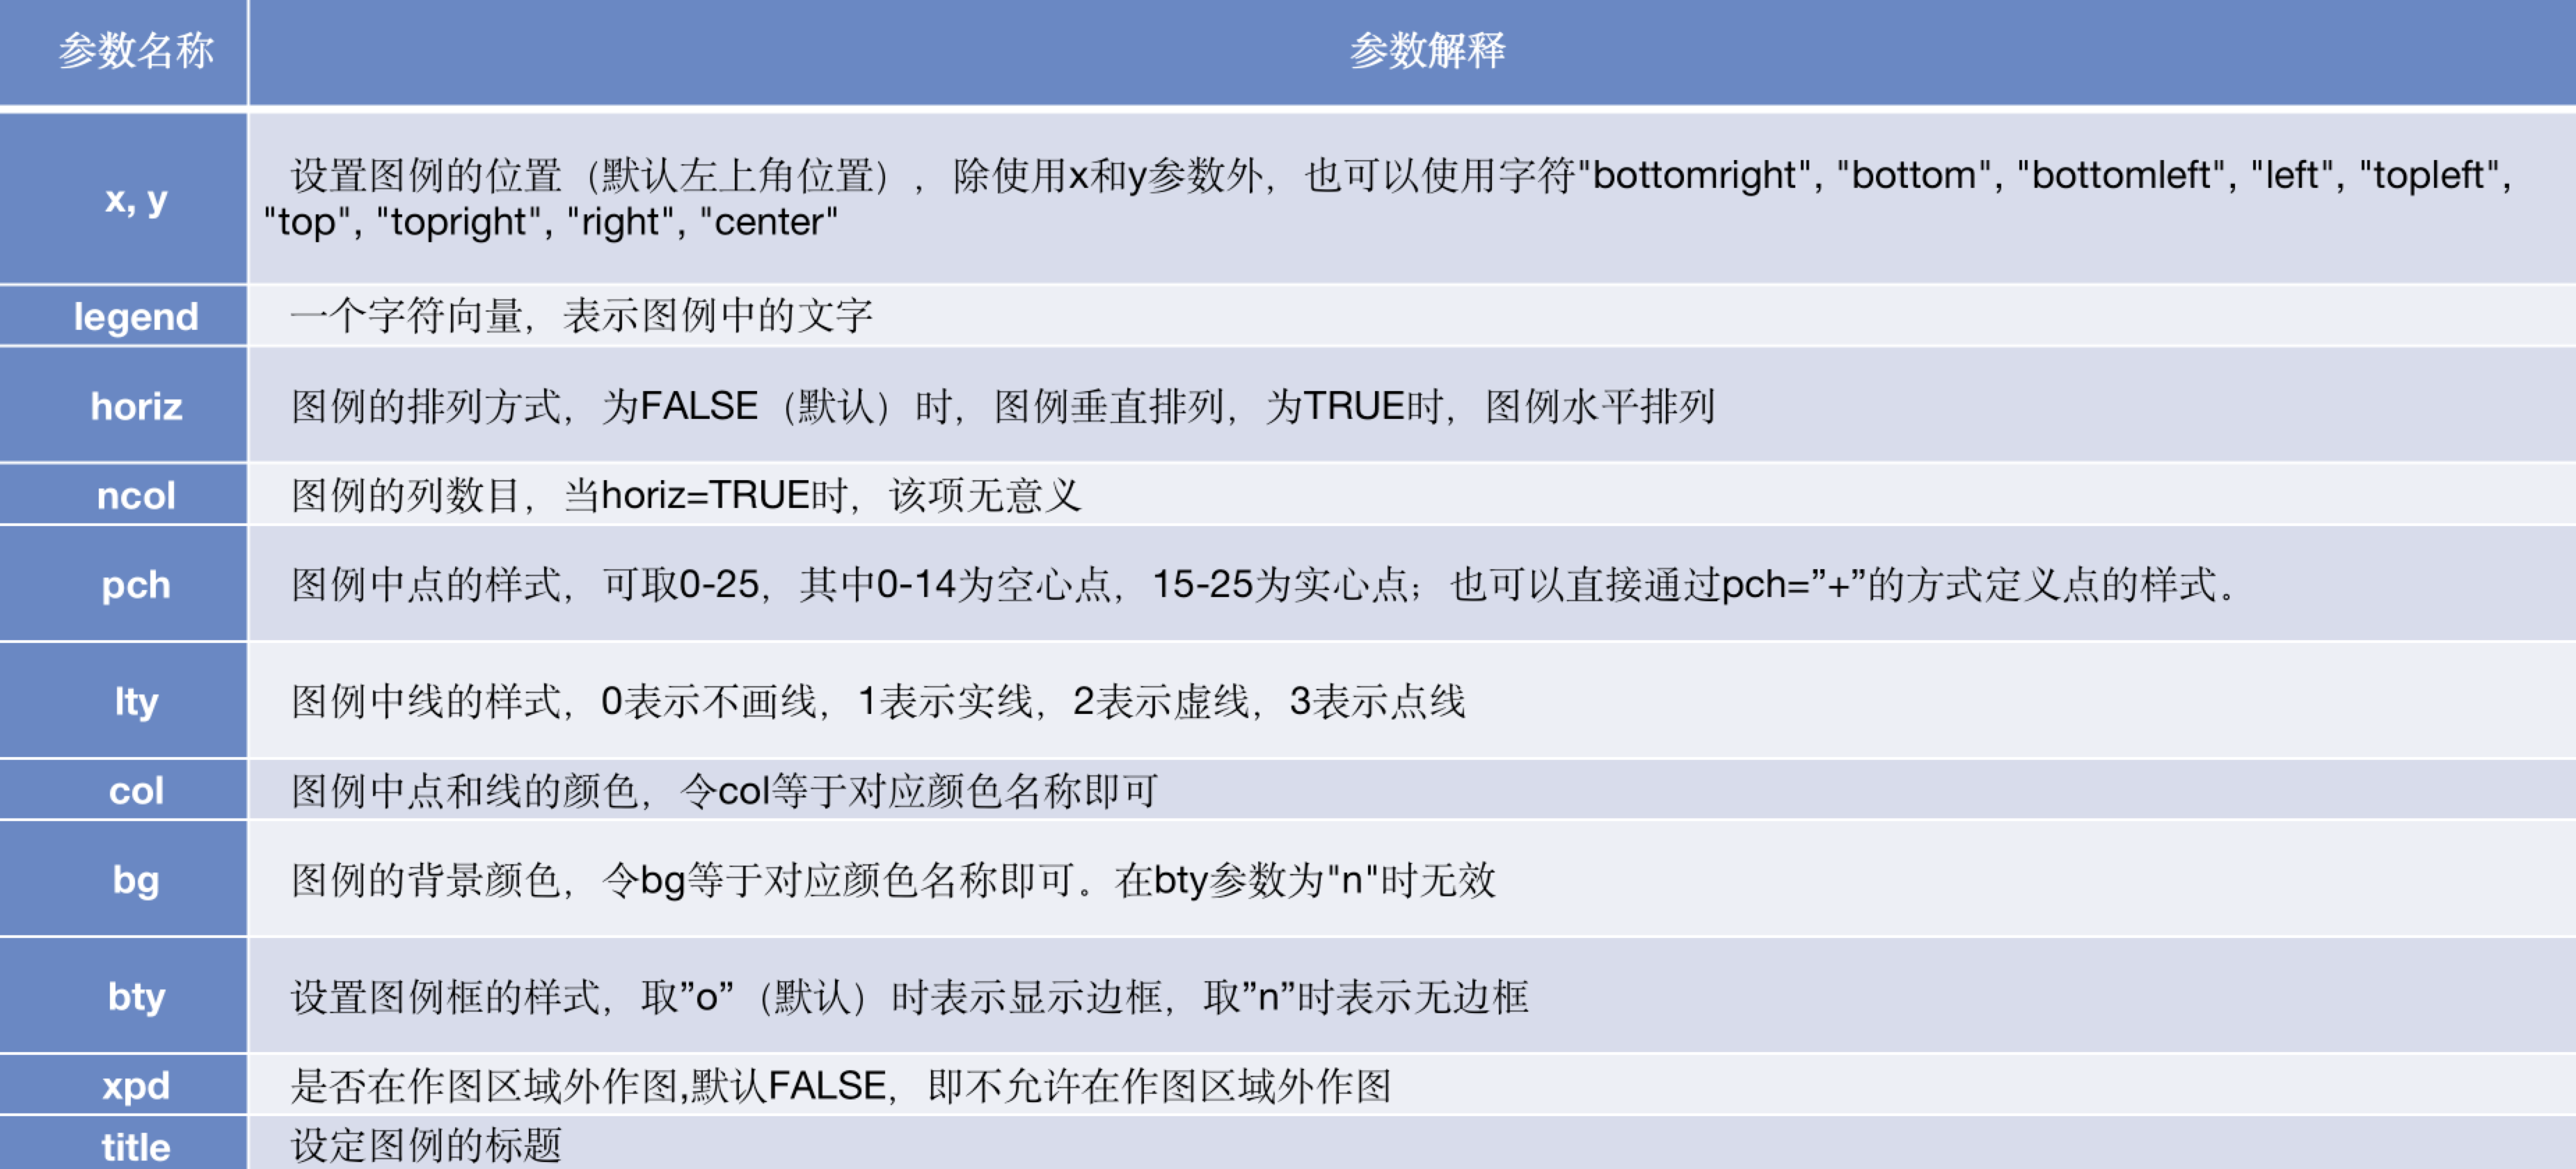 参数名称 参数解释
x, y 设置图例的位置（默认左上角位置），除使用x和y参数外，也可以使用字符"bottomright", "bottom", "bottomleft", "left", "topleft",
"top", "topright", "right", "center"
legend 一个字符向量，表示图例中的文字
horiz 图例的排列方式，为FALSE（默认）时，图例垂直排列，为TRUE时，图例水平排列
ncol 图例的列数目，当horiz=TRUE时，该项无意义
pch 图例中点的样式，可取0-25，其中0-14为空心点，15-25为实心点；也可以直接通过pch=”+”的方式定义点的样式。
lty 图例中线的样式，0表示不画线，1表示实线，2表示虚线，3表示点线
col 图例中点和线的颜色，令col等于对应颜色名称即可
bg 图例的背景颜色，令bg等于对应颜色名称即可。在bty参数为"n"时无效
bty 设置图例框的样式，取”o”（默认）时表示显示边框，取”n”时表示无边框
xpd 是否在作图区域外作图,默认FALSE，即不允许在作图区域外作图
title 设定图例的标题